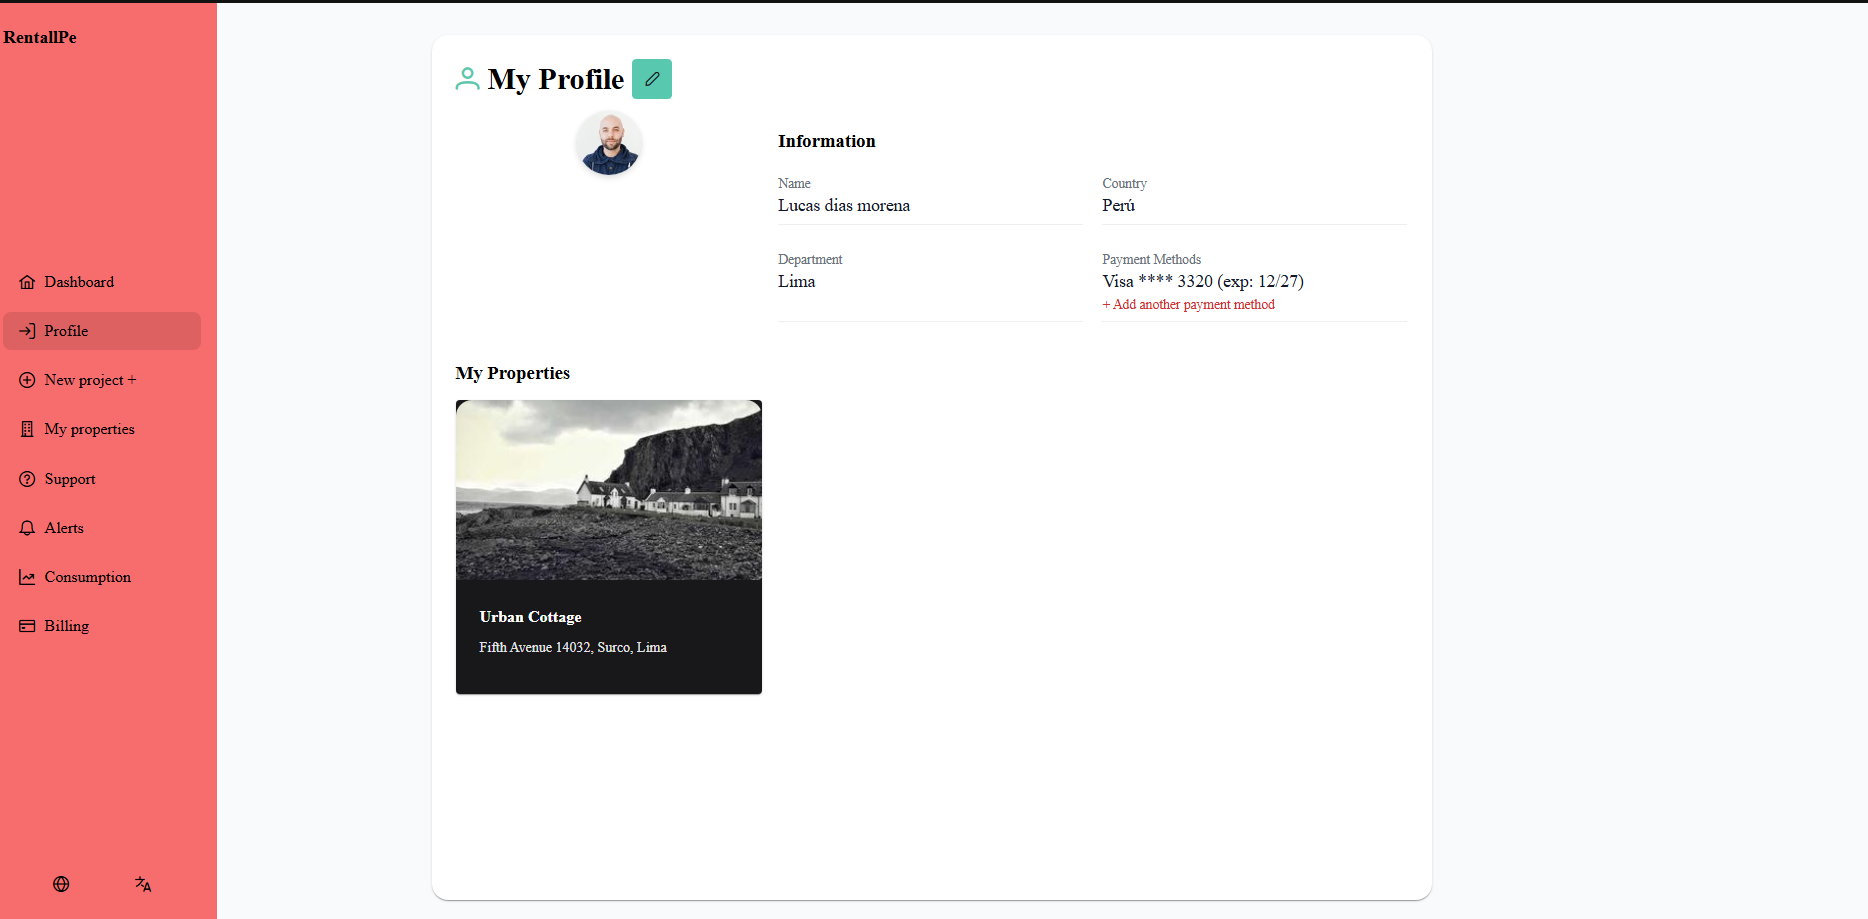 RentallPe
Dashboard
Profile
New project +
My properties
Support
Alerts
Consumption
Billing
My Profile
Information
Name
Lucas dias morena
Country
Perú
Department
Lima
Payment Methods
Visa **** 3320 (exp: 12/27)
+ Add another payment method
My Properties
Urban Cottage
Fifth Avenue 14032, Surco, Lima